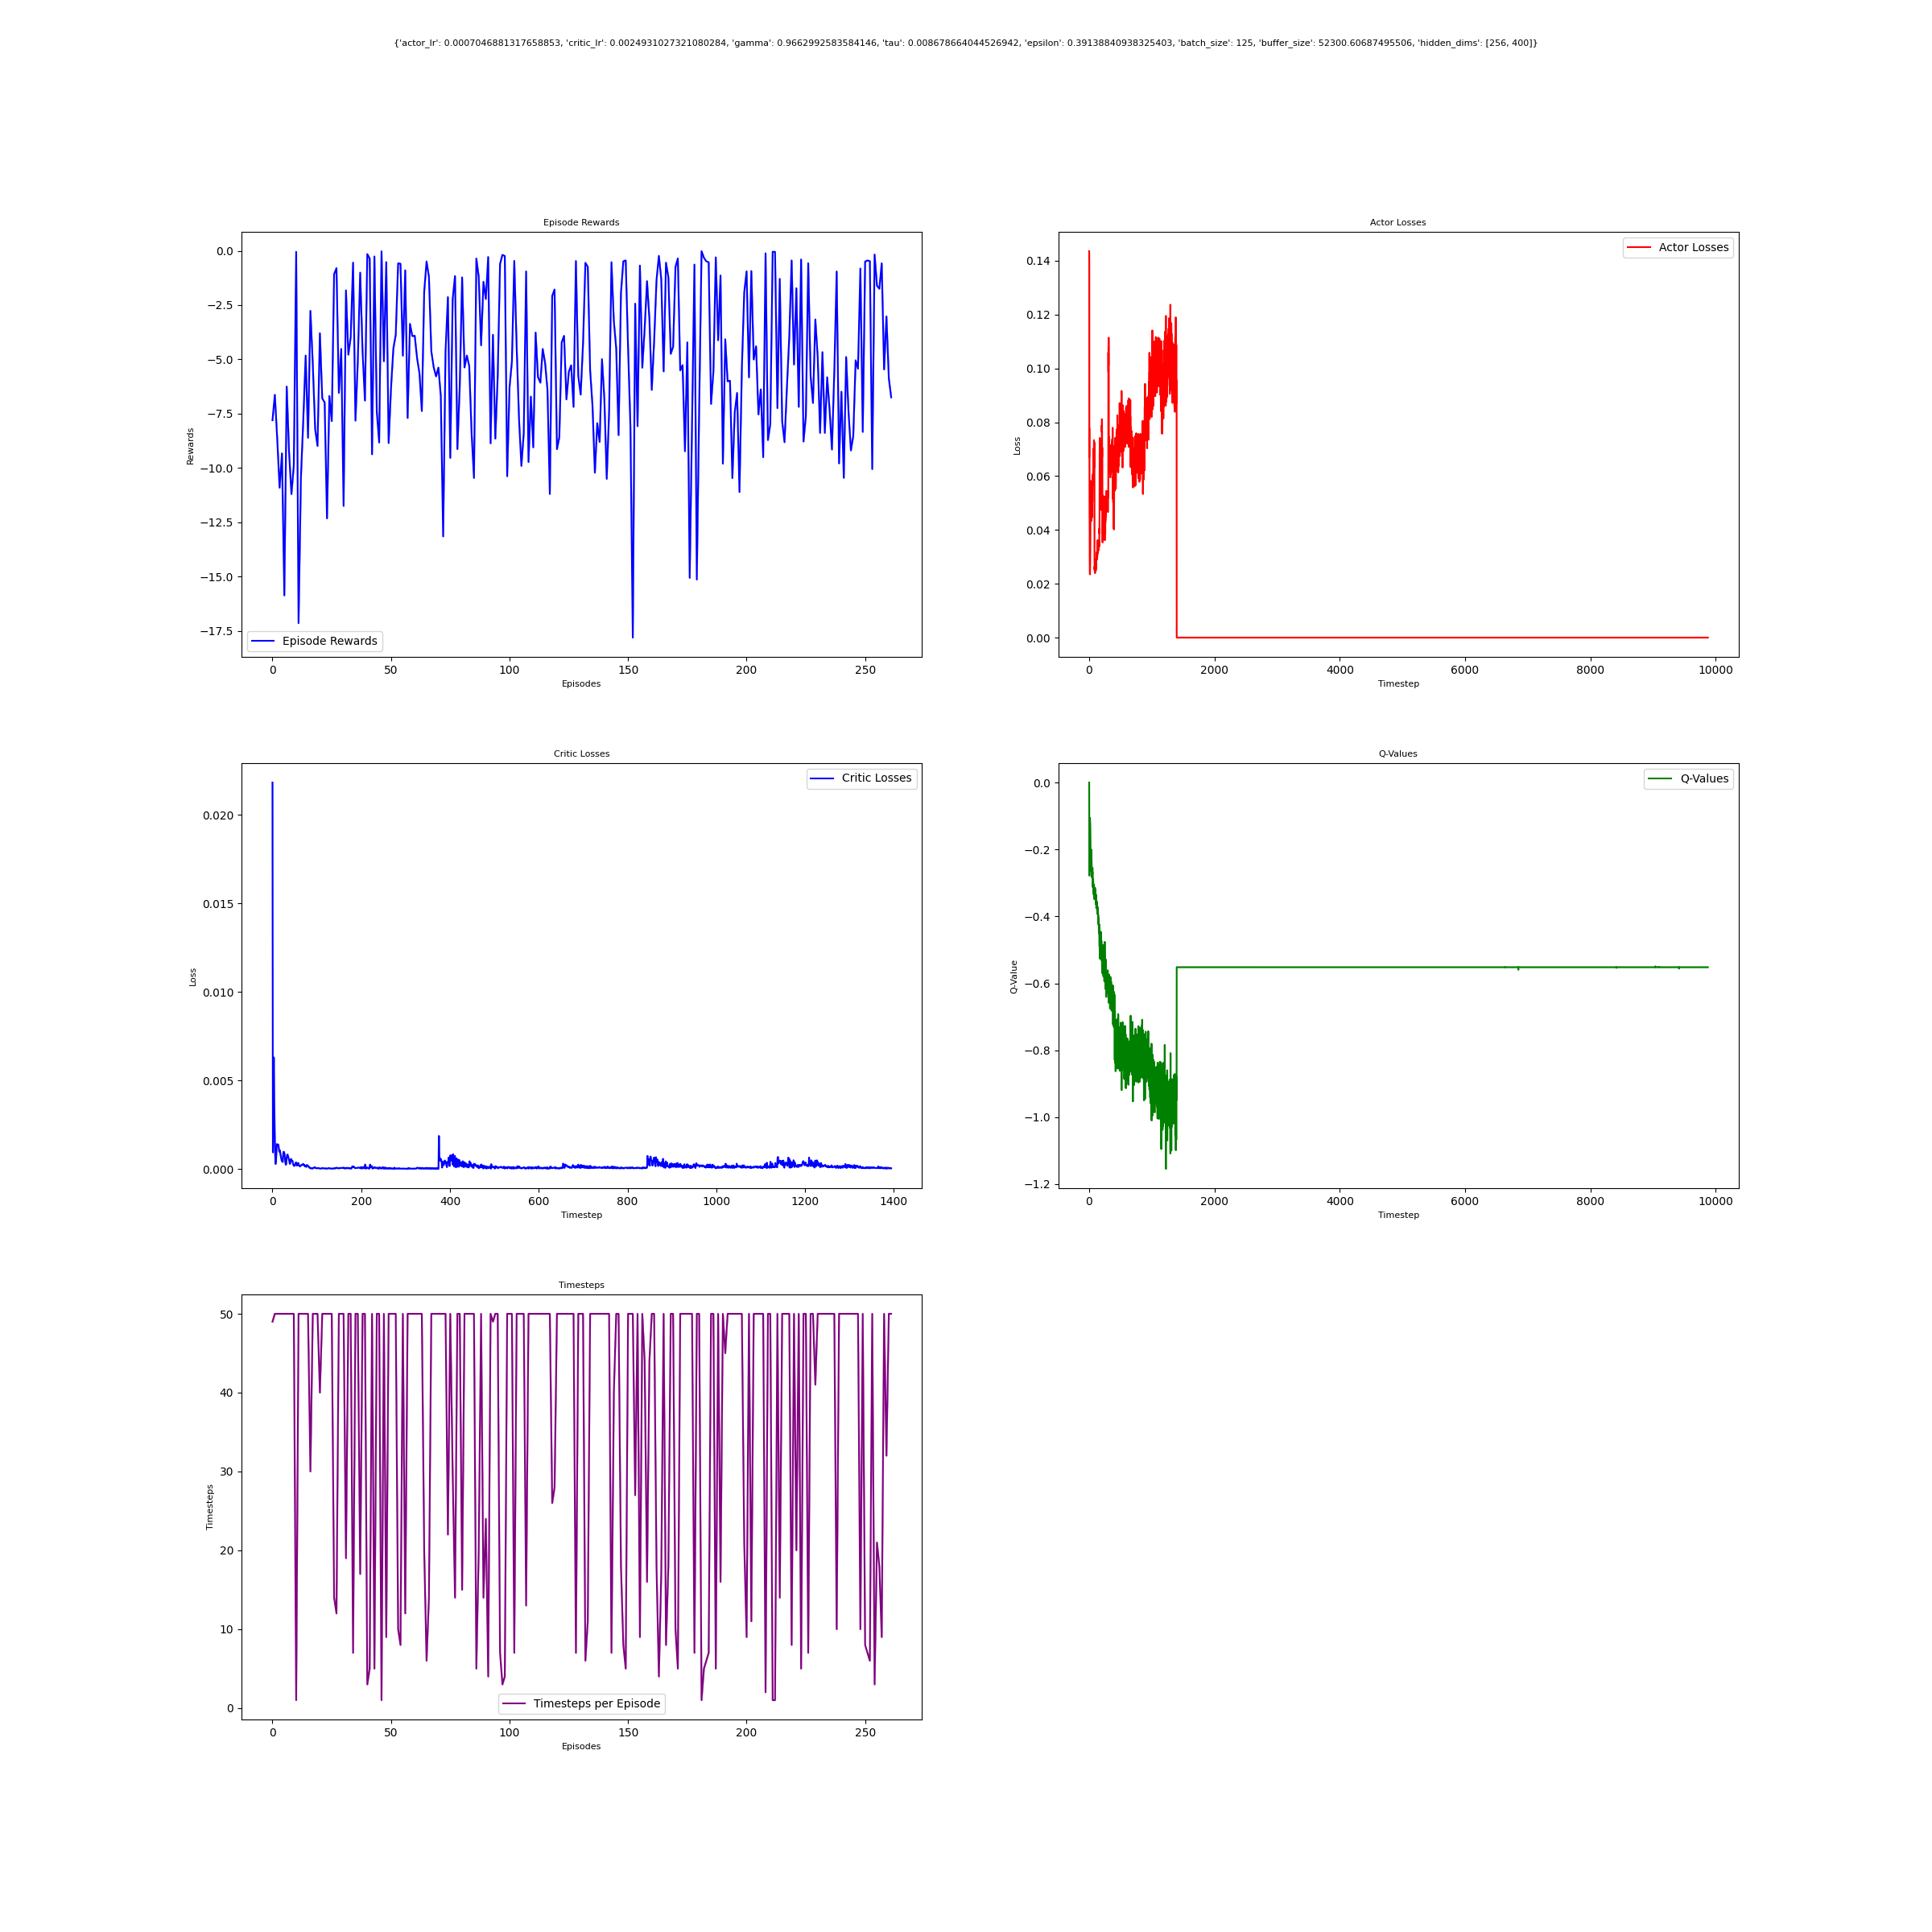 {'actor_lr': 0.0007046881317658853, 'critic_lr': 0.0024931027321080284, 'gamma': 0.9662992583584146, 'tau': 0.008678664044526942, 'epsilon': 0.39138840938325403, 'batch_size': 125, 'buffer_size': 52300.60687495506, 'hidden_dims': [256, 400]}
Episode Rewards
0.0
−2.5
−5.0
−7.5
−10.0
−12.5
−15.0
−17.5
Rewards
Episode Rewards
0 50 100 150 200 250
Episodes
Actor Losses
Actor Losses
0.14
0.12
0.10
0.08
0.06
0.04
0.02
0.00
Loss
0 2000 4000 6000 8000 10000
Timestep
Critic Losses
Critic Losses
0.020
0.015
0.010
0.005
0.000
Loss
0 200 400 600 800 1000 1200 1400
Timestep
Q-Values
Q-Values
0.0
−0.2
−0.4
−0.6
−0.8
−1.0
−1.2
Q-Value
0 2000 4000 6000 8000 10000
Timestep
Timesteps
50
40
30
20
10
0
Timesteps
Timesteps per Episode
0 50 100 150 200 250
Episodes